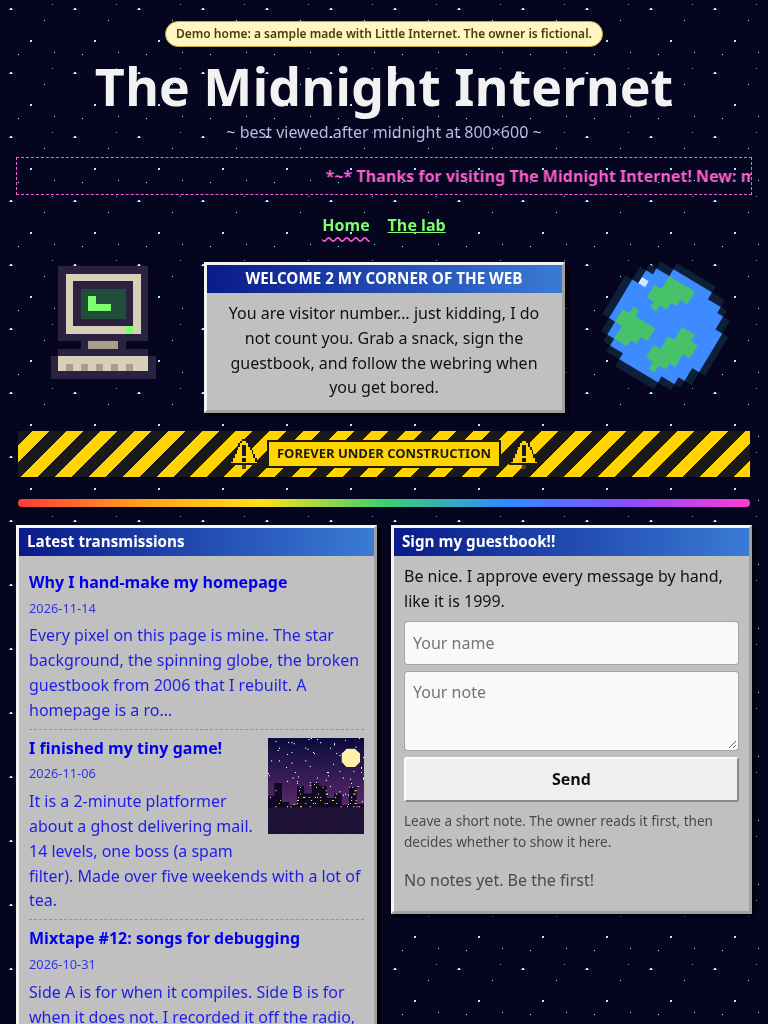 Demo home: a sample made with Little Internet. The owner is fictional.
The Midnight Internet
~ best viewed after midnight at 800×600 ~
*~* Thanks for visiting The Midnight Internet! New:
Home The lab
WELCOME 2 MY CORNER OF THE WEB
You are visitor number... just kidding, I do
not count you. Grab a snack, sign the
guestbook, and follow the webring when
you get bored.
FOREVER UNDER CONSTRUCTION
Latest transmissions
Why I hand-make my homepage
2026-11-14
Every pixel on this page is mine. The star
background, the spinning globe, the broken
guestbook from 2006 that I rebuilt. A
homepage is a ro...
I finished my tiny game!
2026-11-06
It is a 2-minute platformer
about a ghost delivering mail.
14 levels, one boss (a spam
filter). Made over five weekends with a lot of
tea.
Mixtape #12: songs for debugging
2026-10-31
Side A is for when it compiles. Side B is for
when it does not. I recorded it off the radio,
Sign my guestbook!!
Be nice. I approve every message by hand,
like it is 1999.
Your name
Your note
Send
Leave a short note. The owner reads it first, then
decides whether to show it here.
No notes yet. Be the first!